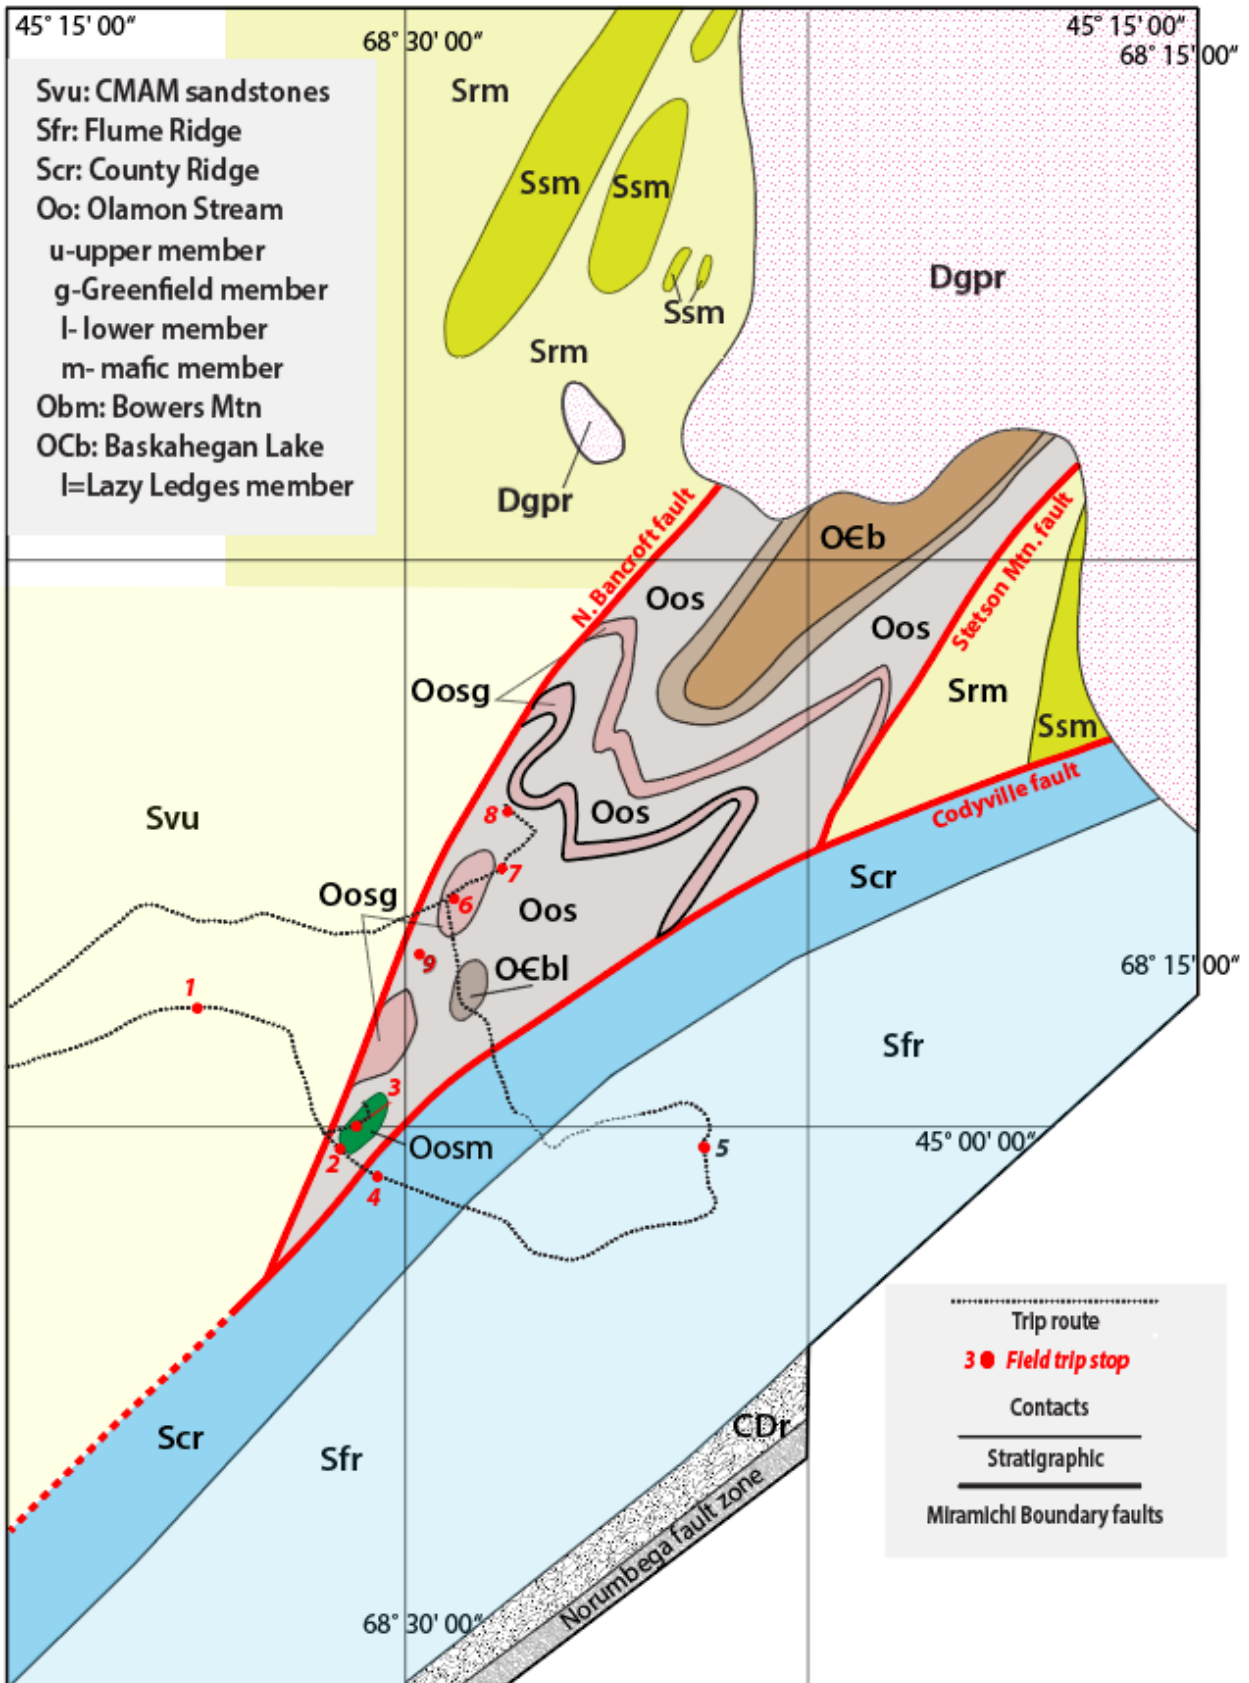 45° 15' 00"
68° 30' 00"
45° 15' 00"
68° 15' 00"
Svu: CMAM sandstones
Sfr: Flume Ridge
Scr: County Ridge
Oo: Olamon Stream
u-upper member
g-Greenfield member
l- lower member
m- mafic member
Obm: Bowers Mtn
OCb: Baskahegan Lake
l=Lazy Ledges member
Srm
Ssm
Ssm
Ssm
Dgpr
Srm
Dgpr
N. Bancroft fault
OЄb
Stetson Mtn. fault
Oos
Oos
Oosg
Srm
Ssm
Codyville fault
Svu
8
Oos
7
Scr
Oosg
6
Oos
9
OЄbl
68° 15' 00"
1
Sfr
3
2
Oosm
45° 00' 00"
5
4
Trip route
3 Field trip stop
Contacts
Stratigraphic
Miramichi Boundary faults
Scr
Sfr
CDr
Norumbega fault zone
68° 30' 00"